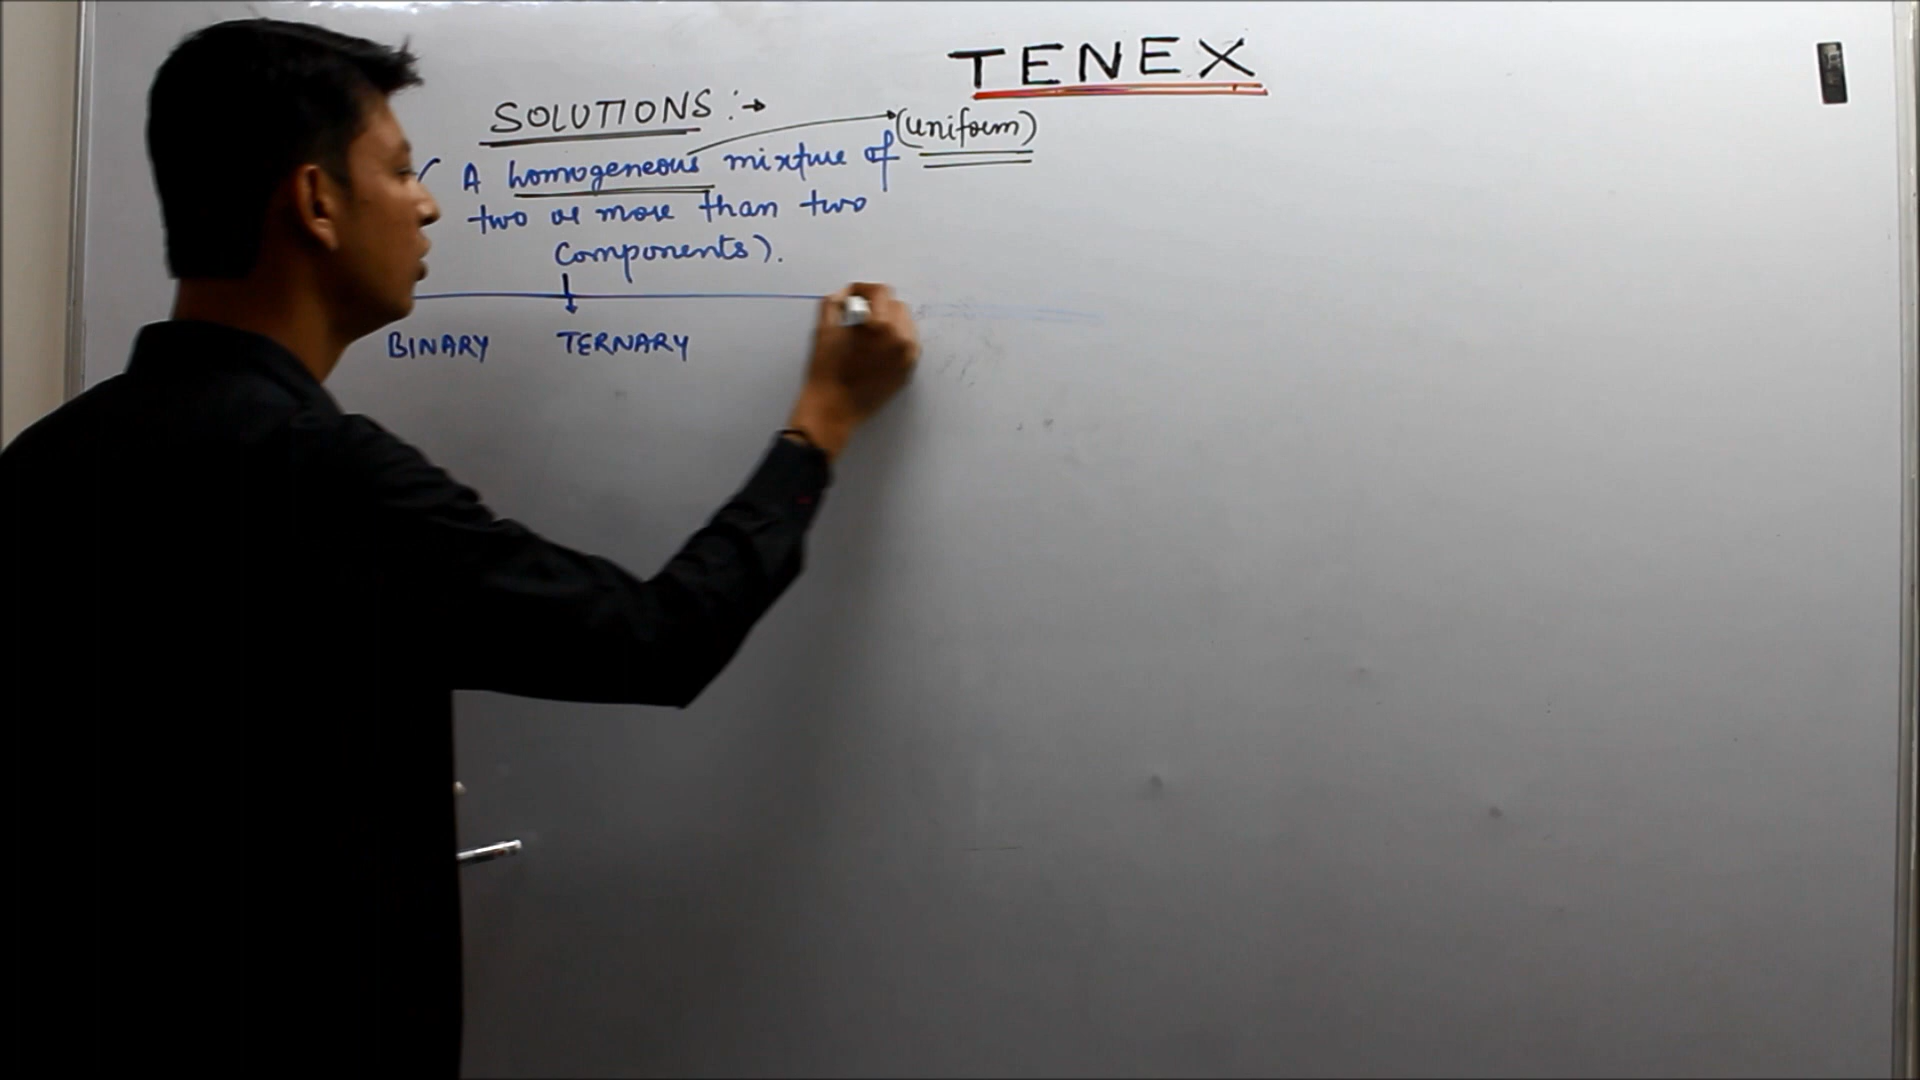 TENEX
SOLUTIONS :→
(uniform)
A homogeneous mixture of
two or more than two
components).
BINARY TERNARY